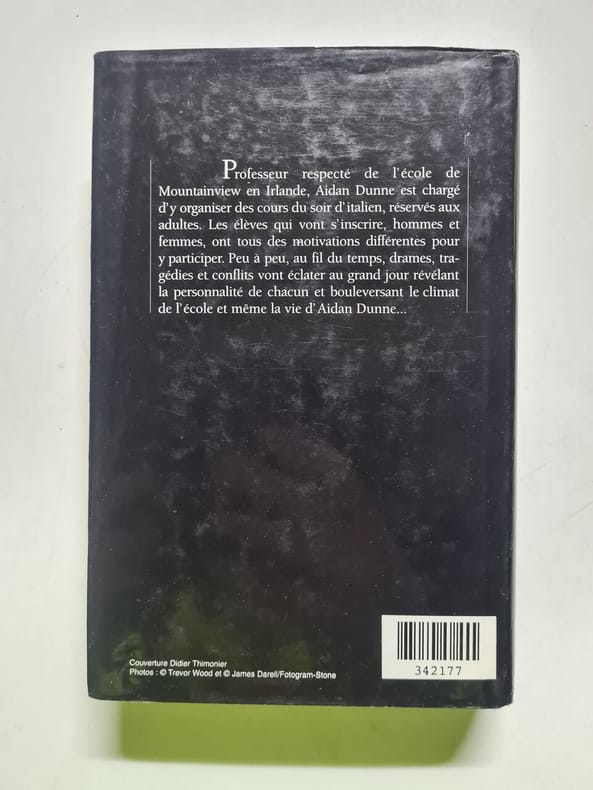 Professeur respecté de l'école de
Mountainview en Irlande, Aidan Dunne est chargé
d'y organiser des cours du soir d'italien, réservés aux
adultes. Les élèves qui vont s'inscrire, hommes et
femmes, ont tous des motivations différentes pour
y participer. Peu à peu, au fil du temps, drames, tra-
gédies et conflits vont éclater au grand jour révélant
la personnalité de chacun et bouleversant le climat
de l'école et même la vie d'Aidan Dunne...
Couverture Didier Thimonier
Photos : © Trevor Wood et © James Darell/Fotogram-Stone
342177